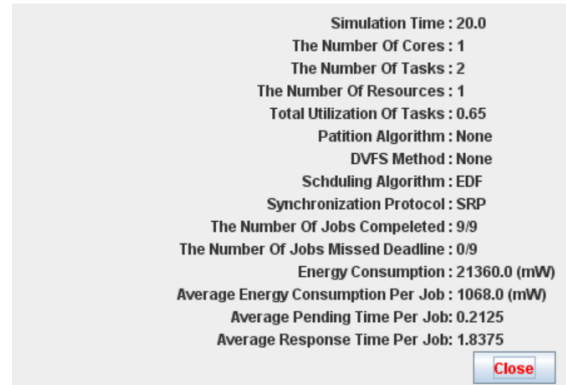 Simulation Time : 20.0
The Number Of Cores : 1
The Number Of Tasks : 2
The Number Of Resources : 1
Total Utilization Of Tasks : 0.65
Patition Algorithm : None
DVFS Method : None
Schduling Algorithm : EDF
Synchronization Protocol : SRP
The Number Of Jobs Compeleted : 9/9
The Number Of Jobs Missed Deadline : 0/9
Energy Consumption : 21360.0 (mW)
Average Energy Consumption Per Job : 1068.0 (mW)
Average Pending Time Per Job: 0.2125
Average Response Time Per Job: 1.8375
Close